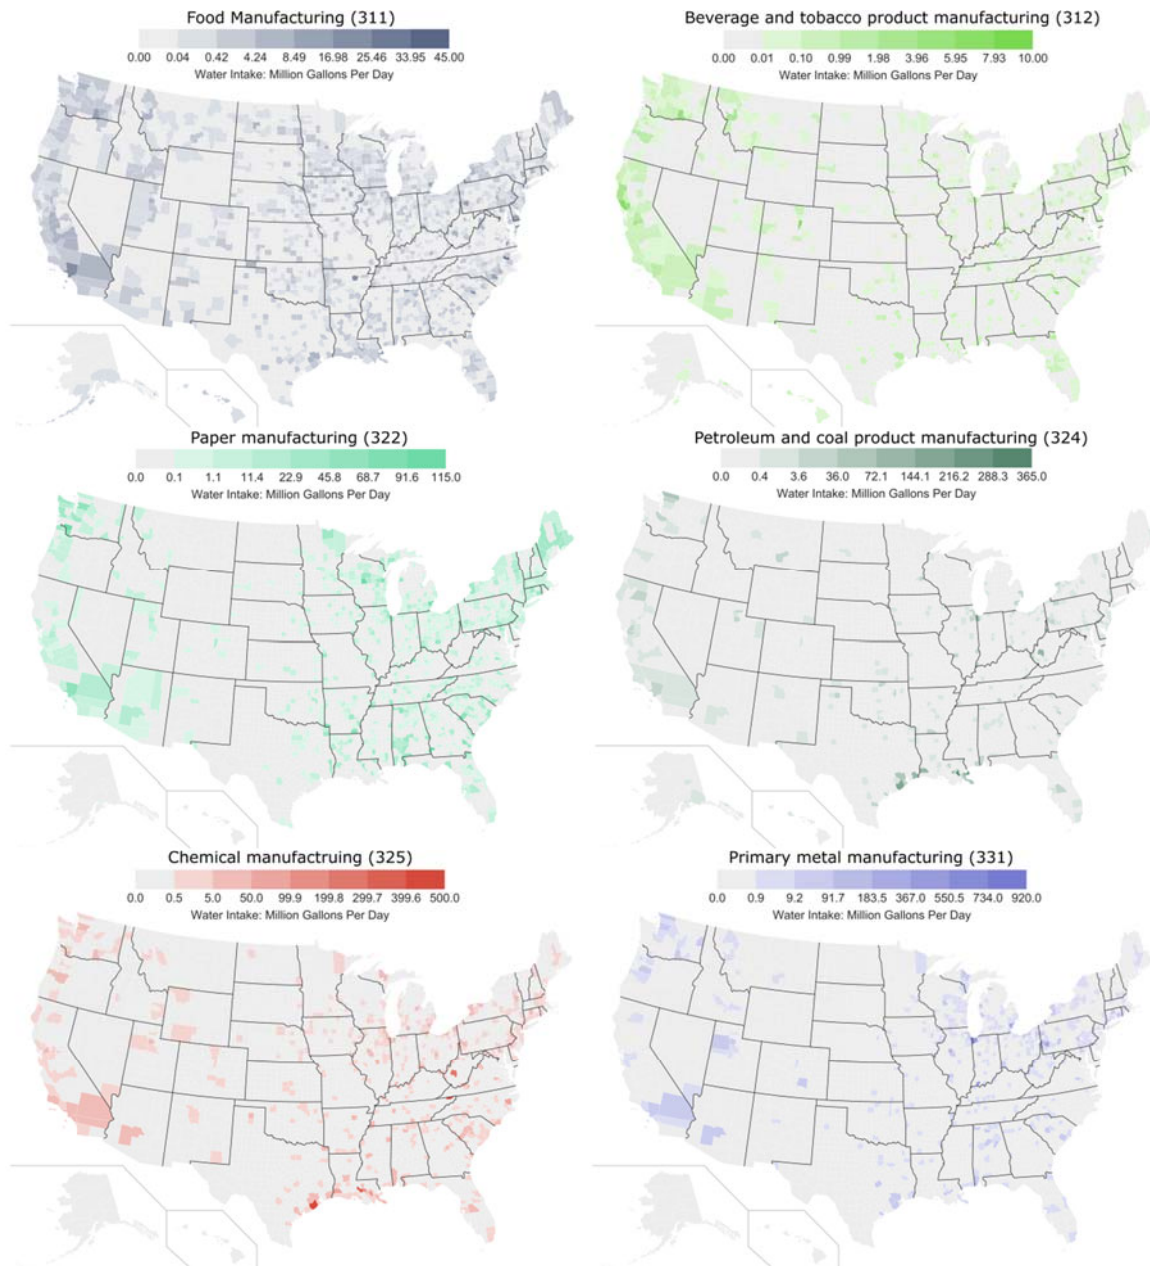 Food Manufacturing (311)
0.00 0.04 0.42 4.24 8.49 16.98 25.46 33.95 45.00
Water Intake: Million Gallons Per Day
Beverage and tobacco product manufacturing (312)
0.00 0.01 0.10 0.99 1.98 3.96 5.95 7.93 10.00
Water Intake: Million Gallons Per Day
Paper manufacturing (322)
0.0 0.1 1.1 11.4 22.9 45.8 68.7 91.6 115.0
Water Intake: Million Gallons Per Day
Petroleum and coal product manufacturing (324)
0.0 0.4 3.6 36.0 72.1 144.1 216.2 288.3 365.0
Water Intake: Million Gallons Per Day
Chemical manufactruing (325)
0.0 0.5 5.0 50.0 99.9 199.8 299.7 399.6 500.0
Water Intake: Million Gallons Per Day
Primary metal manufacturing (331)
0.0 0.9 9.2 91.7 183.5 367.0 550.5 734.0 920.0
Water Intake: Million Gallons Per Day